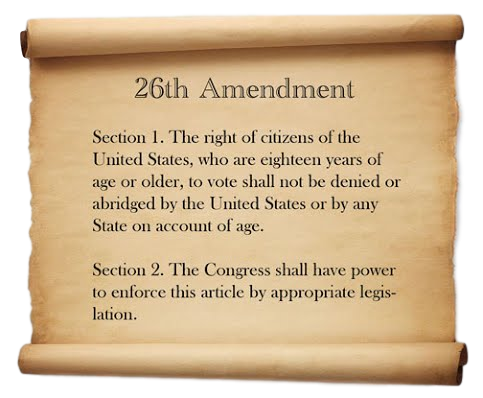 26th Amendment
Section 1. The right of citizens of the
United States, who are eighteen years of
age or older, to vote shall not be denied or
abridged by the United States or by any
State on account of age.
Section 2. The Congress shall have power
to enforce this article by appropriate legis-
lation.